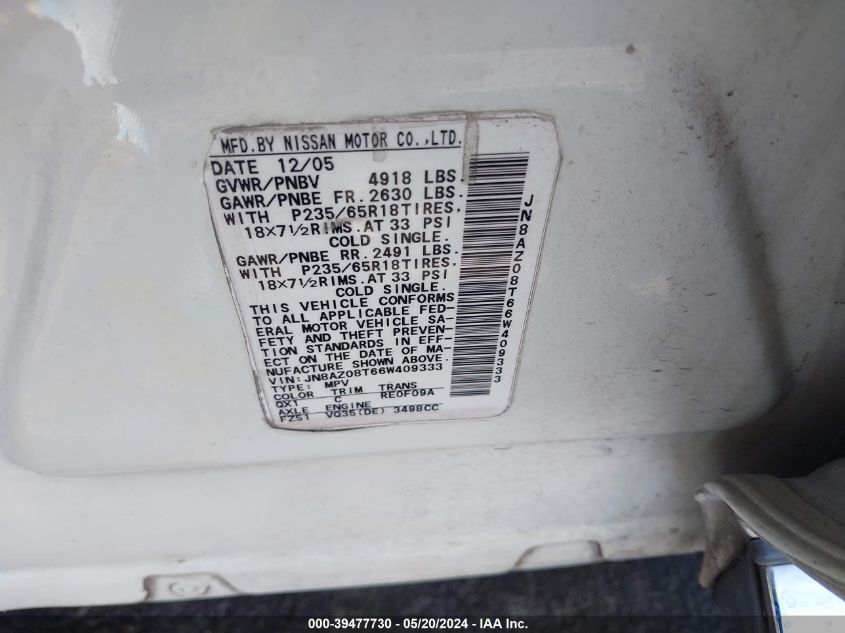 MFD.BY NISSAN MOTOR CO.,LTD.
DATE 12/05
GVWR/PNBV 4918 LBS.
GAWR/PNBE FR.2630 LBS.
WITH P235/65R18TIRES.
18×7½RIMS.AT 33 PSI
COLD SINGLE.
GAWR/PNBE RR.2491 LBS.
WITH P235/65R18TIRES.
18×7½RIMS.AT 33 PSI
COLD SINGLE.
THIS VEHICLE CONFORMS
TO ALL APPLICABLE FED-
ERAL MOTOR VEHICLE SA-
FETY AND THEFT PREVEN-
TION STANDARDS IN EFF-
ECT ON THE DATE OF MA-
NUFACTURE SHOWN ABOVE.
VIN:JN8AZ08T66W409333
TYPE: MPV
COLOR TRIM TRANS
QX1 C RE0F09A
AXLE ENGINE
FZ51 VQ35(DE) 3498CC
JN8AZ08T66W409333
000-39477730 - 05/20/2024 - IAA Inc.